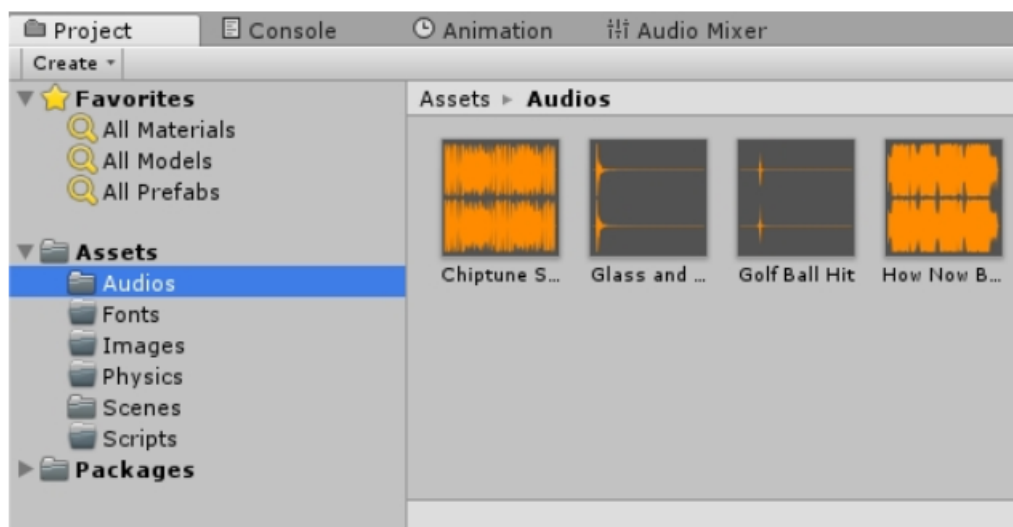 Project Console Animation Audio Mixer
Create
Favorites
All Materials
All Models
All Prefabs
Assets
Audios
Fonts
Images
Physics
Scenes
Scripts
Packages
Assets Audios
Chiptune S... Glass and ... Golf Ball Hit How Now B...